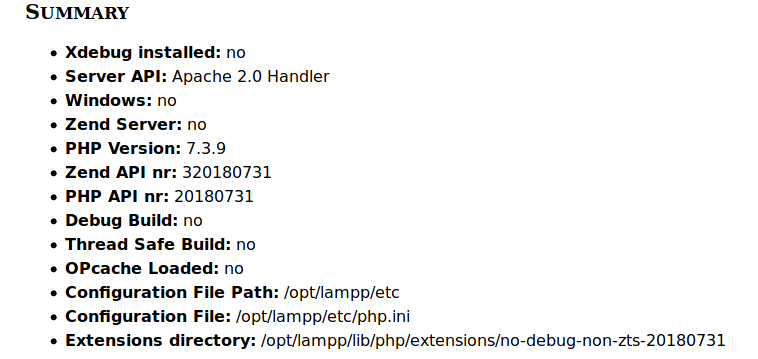 SUMMARY
Xdebug installed: no
Server API: Apache 2.0 Handler
Windows: no
Zend Server: no
PHP Version: 7.3.9
Zend API nr: 320180731
PHP API nr: 20180731
Debug Build: no
Thread Safe Build: no
OPcache Loaded: no
Configuration File Path: /opt/lampp/etc
Configuration File: /opt/lampp/etc/php.ini
Extensions directory: /opt/lampp/lib/php/extensions/no-debug-non-zts-20180731